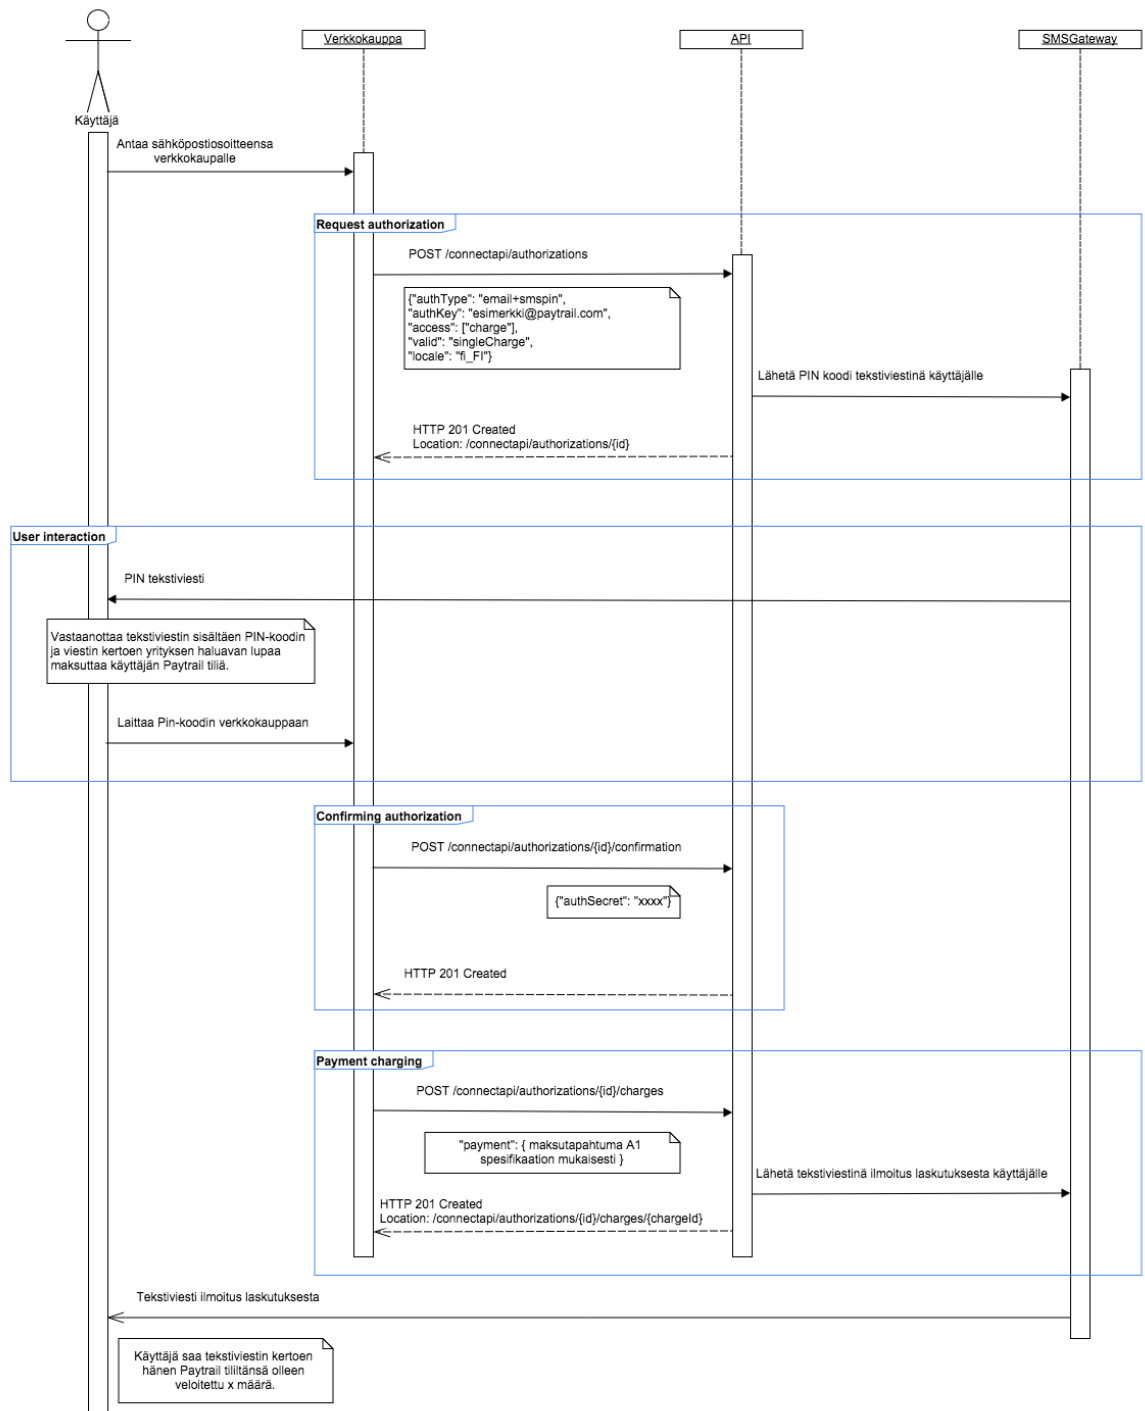 Verkkokauppa
API
SMSGateway
Käyttäjä
Antaa sähköpostiosoitteensa
verkkokaupalle
Request authorization
POST /connectapi/authorizations
{"authType": "email+smspin",
"authKey": "esimerkki@paytrail.com",
"access": ["charge"],
"valid": "singleCharge",
"locale": "fi_FI"}
Lähetä PIN koodi tekstiviestinä käyttäjälle
HTTP 201 Created
Location: /connectapi/authorizations/{id}
User interaction
PIN tekstiviesti
Vastaanottaa tekstiviestin sisältäen PIN-koodin
ja viestin kertoen yrityksen haluavan lupaa
maksuttaa käyttäjän Paytrail tiliä.
Laittaa Pin-koodin verkkokauppaan
Confirming authorization
POST /connectapi/authorizations/{id}/confirmation
{"authSecret": "xxxx"}
HTTP 201 Created
Payment charging
POST /connectapi/authorizations/{id}/charges
"payment": { maksutapahtuma A1
spesifikaation mukaisesti }
Lähetä tekstiviestinä ilmoitus laskutuksesta käyttäjälle
HTTP 201 Created
Location: /connectapi/authorizations/{id}/charges/{chargeId}
Tekstiviesti ilmoitus laskutuksesta
Käyttäjä saa tekstiviestin kertoen
hänen Paytrail tililtänsä olleen
veloitettu x määrä.